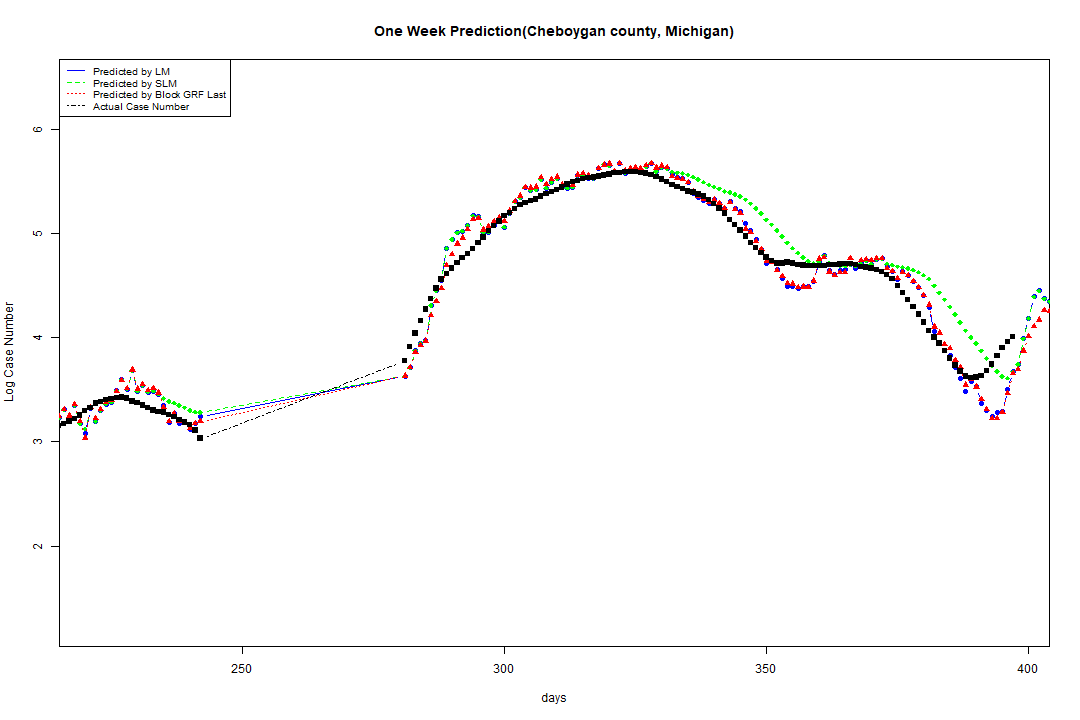 One Week Prediction(Cheboygan county, Michigan)
Predicted by LM
Predicted by SLM
Predicted by Block GRF Last
Actual Case Number
6
5
4
3
2
Log Case Number
250
300
350
400
days